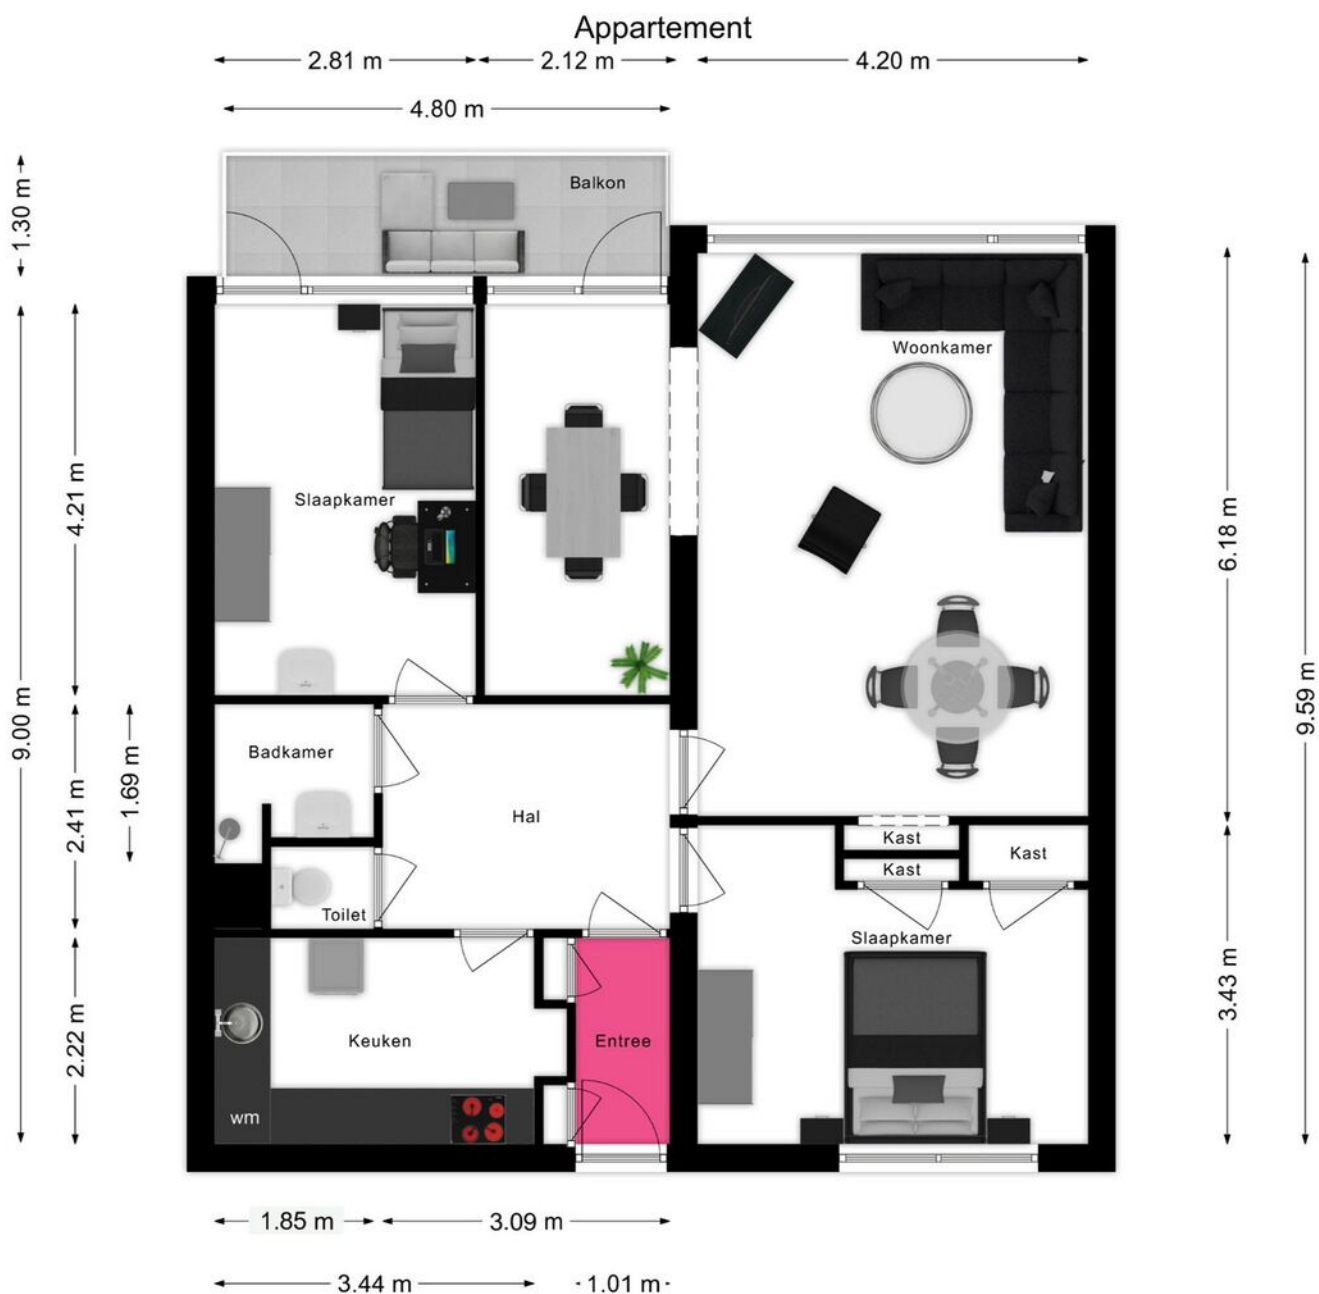 Appartement
2.81 m
2.12 m
4.20 m
4.80 m
1.30 m
Balkon
Woonkamer
4.21 m
Slaapkamer
6.18 m
9.00 m
9.59 m
Badkamer
1.69 m
2.41 m
Hal
Kast
Kast
Kast
Toilet
Slaapkamer
2.22 m
Keuken
Entree
3.43 m
wm
1.85 m
3.09 m
3.44 m
1.01 m